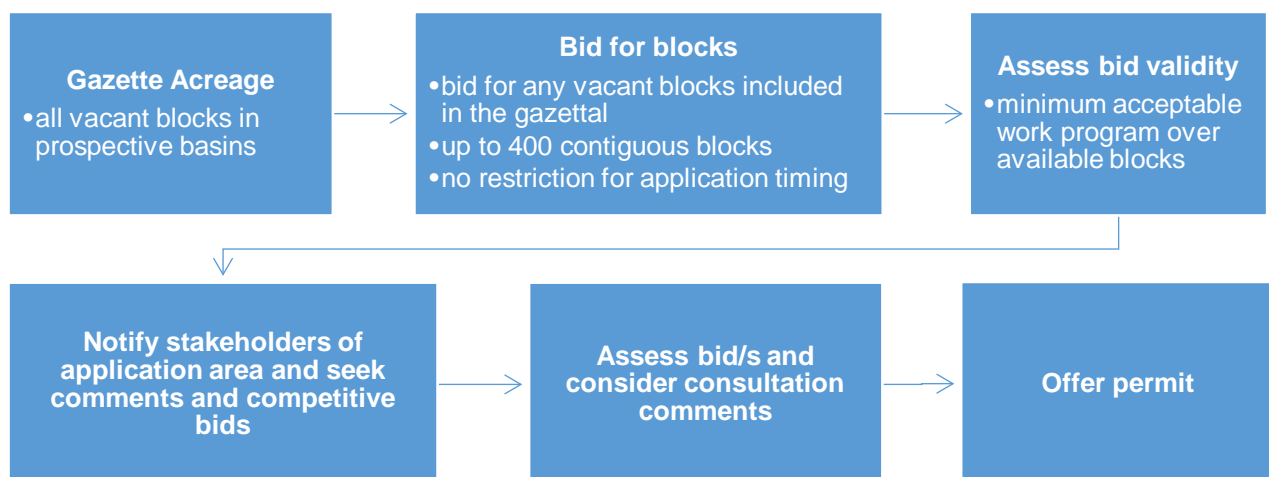 Gazette Acreage
•all vacant blocks in
prospective basins
Bid for blocks
•bid for any vacant blocks included
in the gazettal
•up to 400 contiguous blocks
•no restriction for application timing
Assess bid validity
•minimum acceptable
work program over
available blocks
Notify stakeholders of
application area and seek
comments and competitive
bids
Assess bid/s and
consider consultation
comments
Offer permit